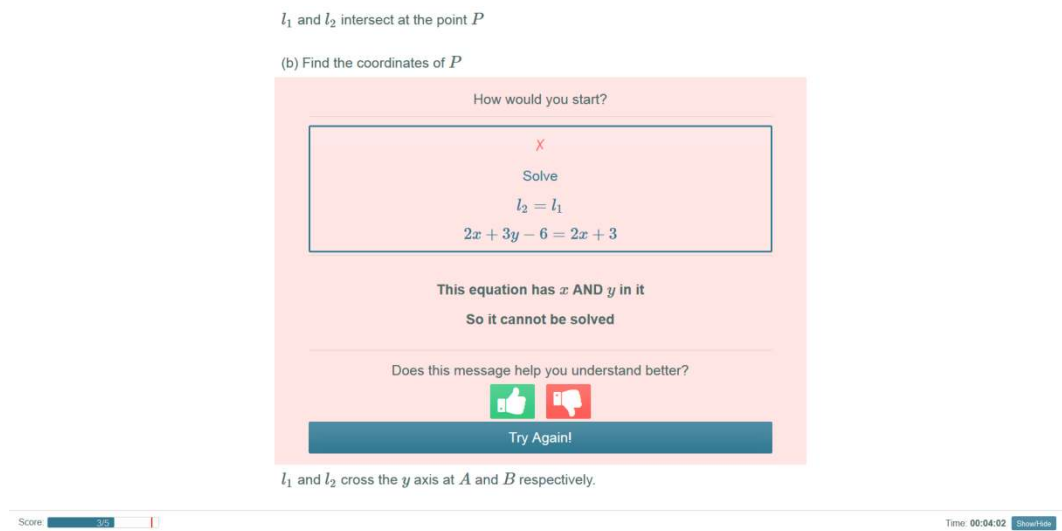 l₁ and l₂ intersect at the point P
(b) Find the coordinates of P
How would you start?
X
Solve
l₂ = l₁
2x + 3y − 6 = 2x + 3
This equation has x AND y in it
So it cannot be solved
Does this message help you understand better?
Try Again!
l₁ and l₂ cross the y axis at A and B respectively.
Score: 3/5 Time: 00:04:02 Show/Hide